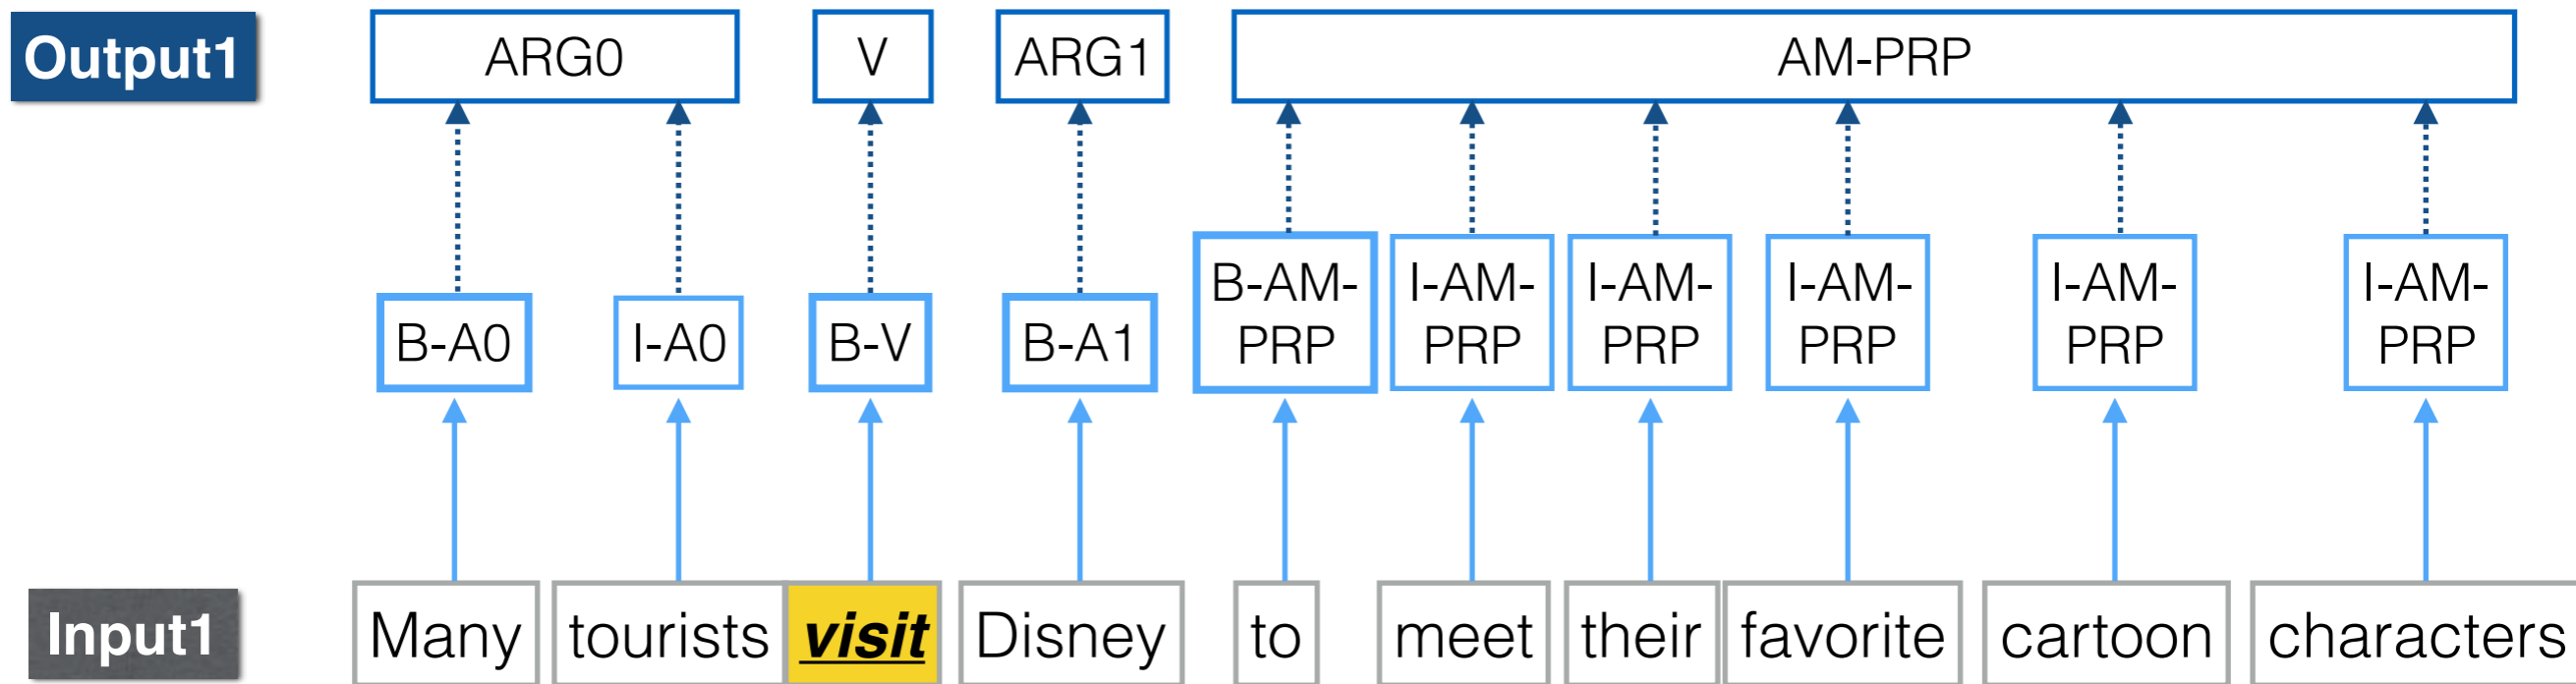 Output1 ARG0 V ARG1 AM-PRP
B-A0 I-A0 B-V B-A1 B-AM-PRP I-AM-PRP I-AM-PRP I-AM-PRP I-AM-PRP I-AM-PRP
Input1 Many tourists visit Disney to meet their favorite cartoon characters